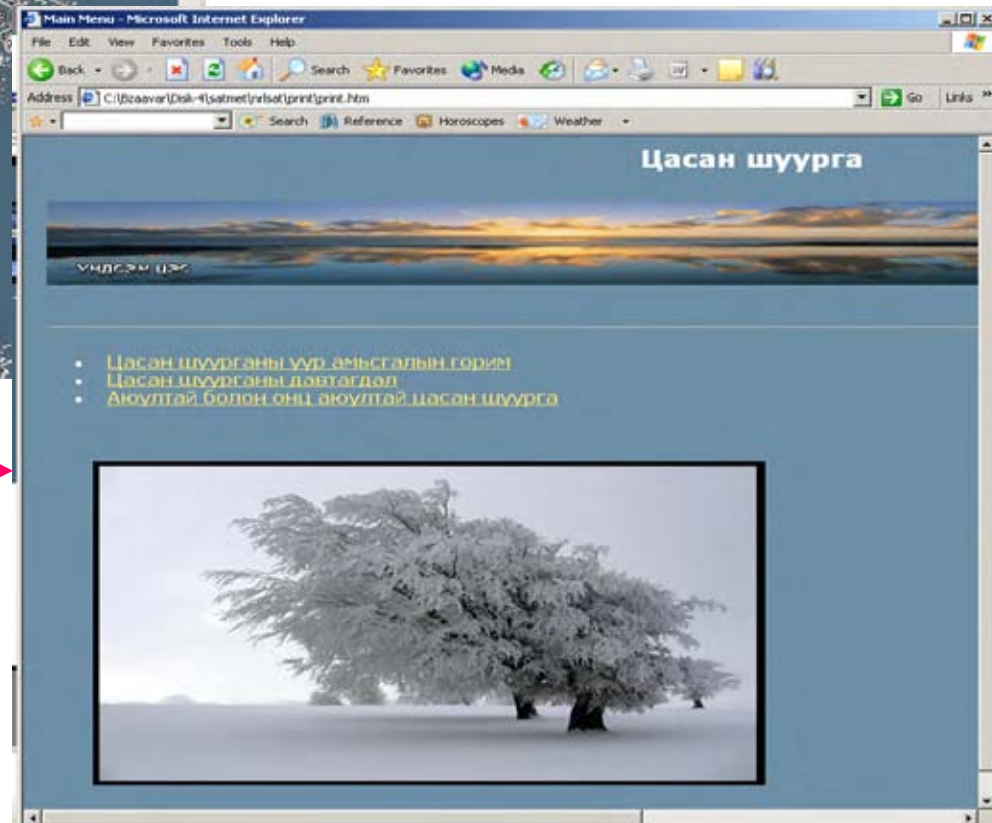 Main Menu - Microsoft Internet Explorer
File Edit View Favorites Tools Help
Back Search Favorites Media
Address C:\Bzaavar\Disk-4\satmet\nrlsat\print\print.htm Go Links »
Search Reference Horoscopes Weather
Цасан шуурга
Үндсэн цэс
Цасан шуурганы уур амьсгалын горим
Цасан шуурганы давтагдал
Аюултай болон онц аюултай цасан шуурга